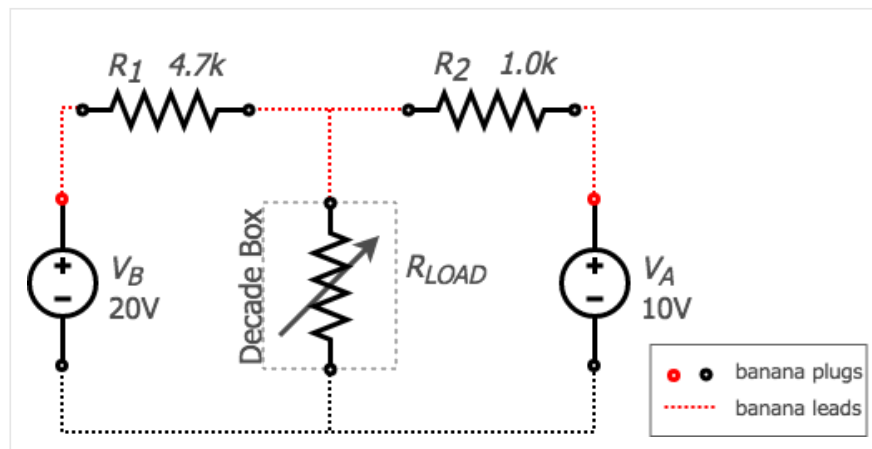 R1 4.7k
R2 1.0k
Decade Box
RLOAD
+
−
VB
20V
+
−
VA
10V
banana plugs
banana leads